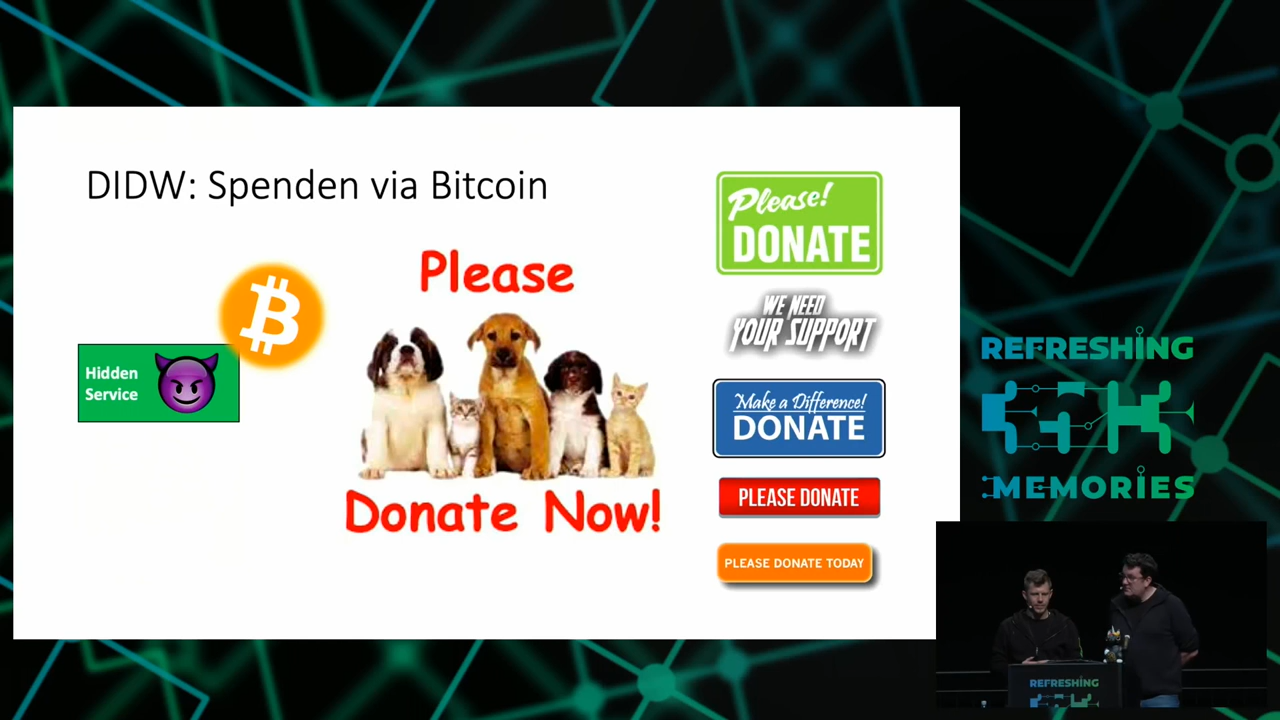 DIDW: Spenden via Bitcoin
Hidden
Service
Please
Donate Now!
Please!
DONATE
WE NEED
YOUR SUPPORT
Make a Difference!
DONATE
PLEASE DONATE
PLEASE DONATE TODAY
REFRESHING
MEMORIES
REFRESHING